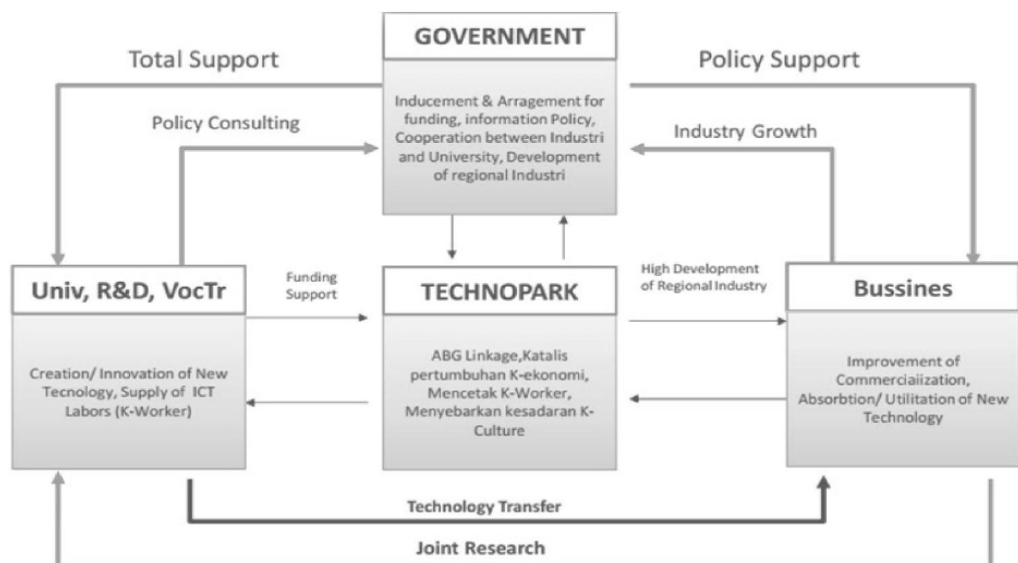 GOVERNMENT
Total Support
Policy Support
Inducement & Arragement for
funding, information Policy,
Cooperation between Industri
and University, Development
of regional Industri
Policy Consulting
Industry Growth
Univ, R&D, VocTr
Funding
Support
TECHNOPARK
High Development
of Regional Industry
Bussines
Creation/ Innovation of New
Tecnology, Supply of ICT
Labors (K-Worker)
ABG Linkage,Katalis
pertumbuhan K-ekonomi,
Mencetak K-Worker,
Menyebarkan kesadaran K-
Culture
Improvement of
Commerciaiization,
Absorbtion/ Utilitation of New
Technology
Technology Transfer
Joint Research